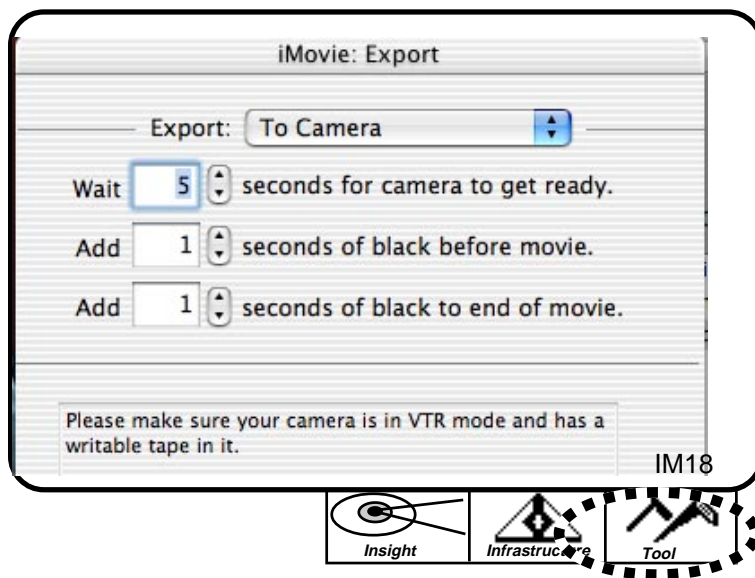 iMovie: Export
Export: To Camera
Wait 5 seconds for camera to get ready.
Add 1 seconds of black before movie.
Add 1 seconds of black to end of movie.
Please make sure your camera is in VTR mode and has a
writable tape in it.
IM18
Insight Infrastructure Tool